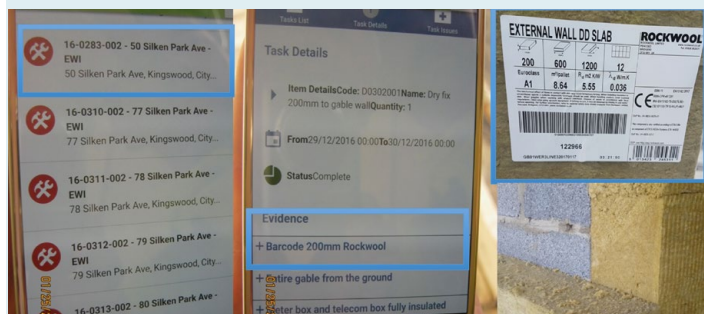 16-0283-002 - 50 Silken Park Ave -
EWI
50 Silken Park Ave, Kingswood, City...
16-0310-002 - 77 Silken Park Ave -
EWI
77 Silken Park Ave, Kingswood, City...
16-0311-002 - 78 Silken Park Ave -
EWI
78 Silken Park Ave, Kingswood, City...
16-0312-002 - 79 Silken Park Ave -
EWI
79 Silken Park Ave, Kingswood, City...
16-0313-002 - 80 Silken Park Ave -
Tasks List
Task Details
Task Issues
Task Details
Item DetailsCode: D0302001Name: Dry fix
200mm to gable wallQuantity: 1
From29/12/2016 00:00To30/12/2016 00:00
StatusComplete
Evidence
+ Barcode 200mm Rockwool
+ Entire gable from the ground
+ Meter box and telecom box fully insulated
EXTERNAL WALL DD SLAB
ROCKWOOL
200 600 1200 12
Euroclass m²/pallet R m2 K/W W/mK
A1 8.64 5.55 0.036
CE
122966